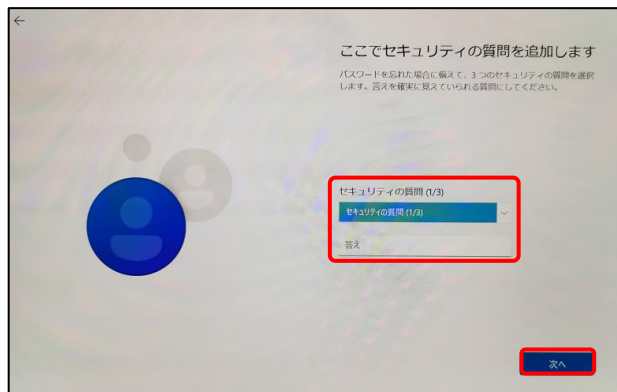 ここでセキュリティの質問を追加します
パスワードを忘れた場合に備えて、3 つのセキュリティの質問を選択
します。答えを確実に覚えていられる質問にしてください。
セキュリティの質問 (1/3)
セキュリティの質問 (1/3)
答え
次へ